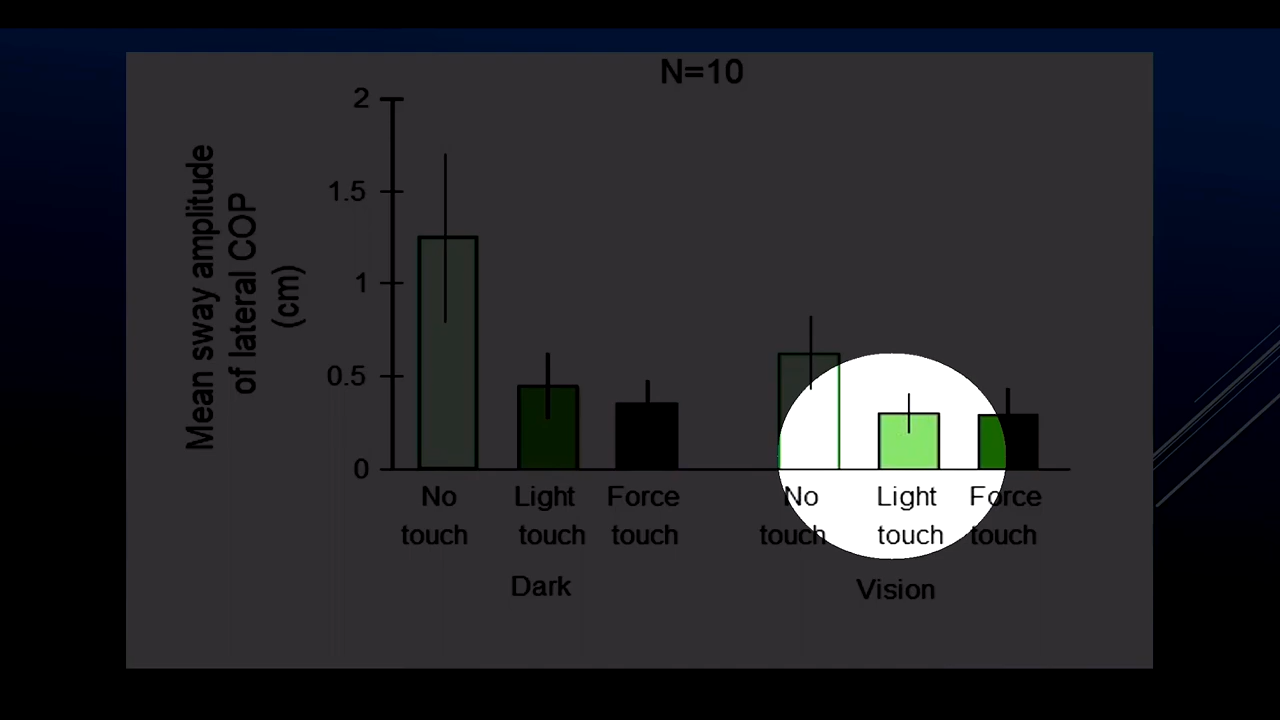 N=10
Mean sway amplitude
of lateral COP
(cm)
2
1.5
1
0.5
0
No touch
Light touch
Force touch
No touch
Light touch
Force touch
Dark
Vision